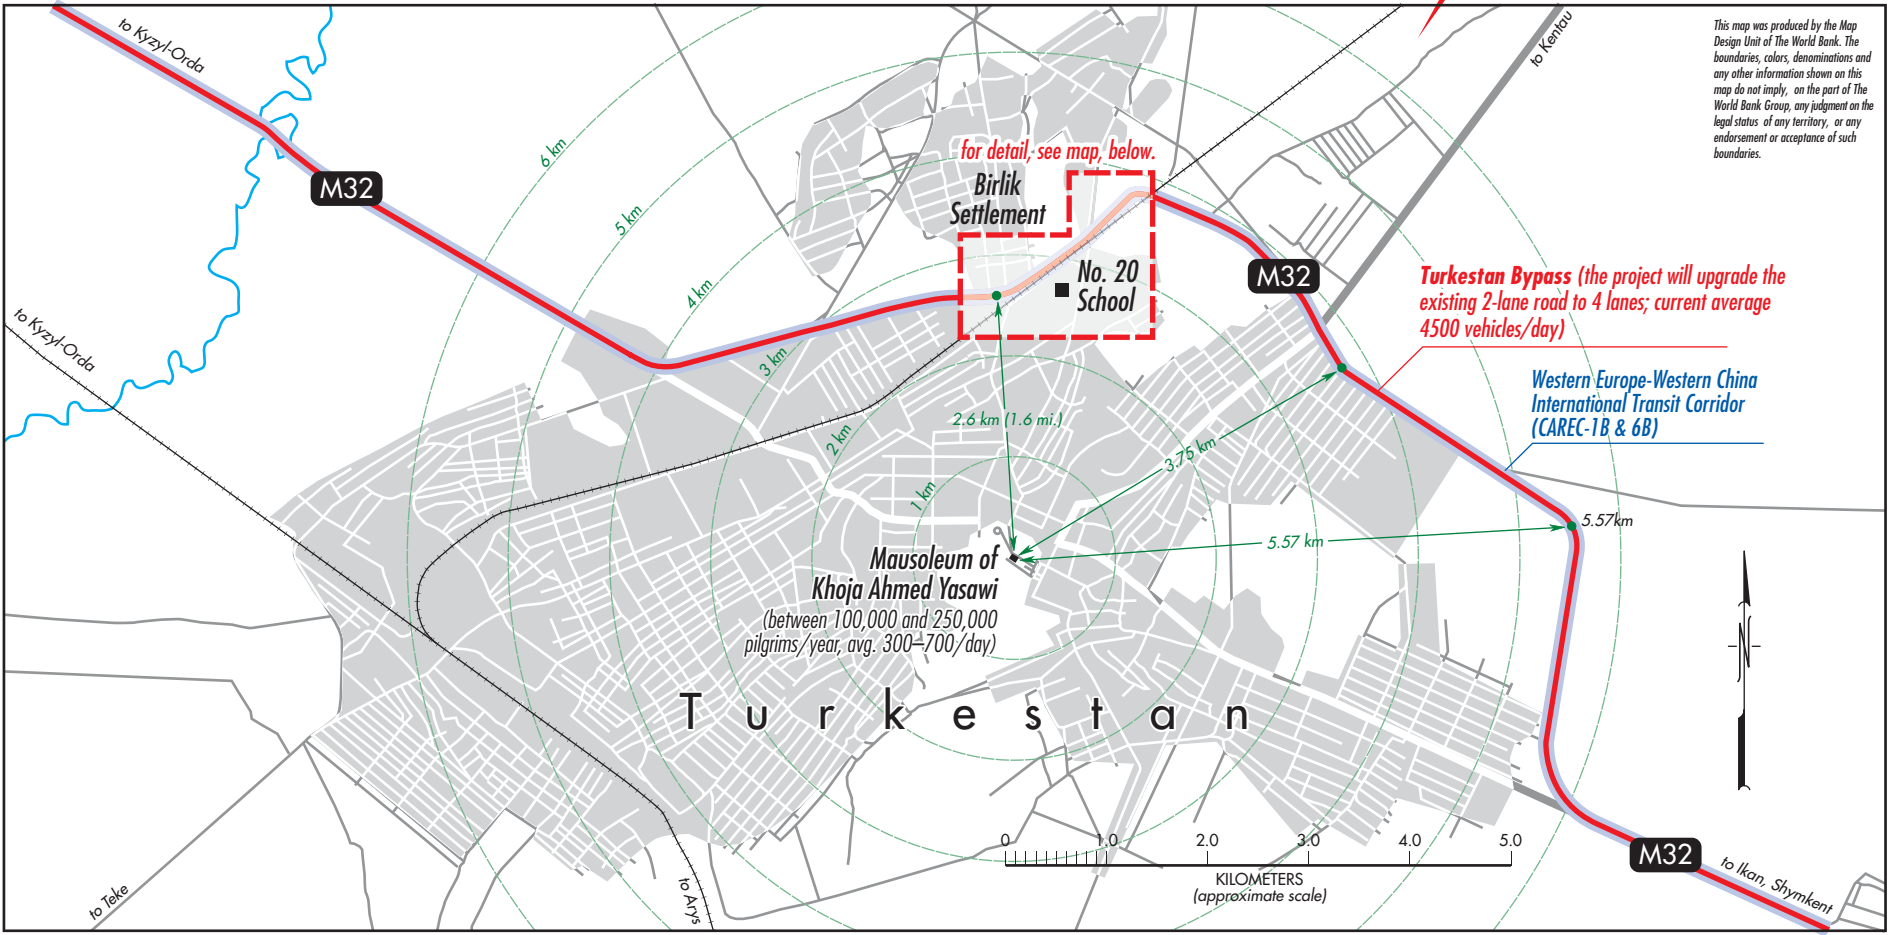 to Kyzyl-Orda
to Kentau
This map was produced by the Map
Design Unit of The World Bank. The
boundaries, colors, denominations and
any other information shown on this
map do not imply, on the part of The
World Bank Group, any judgment on the
legal status of any territory, or any
endorsement or acceptance of such
boundaries.
6 km
for detail, see map, below.
M32
Birlik
Settlement
5 km
4 km
No. 20
School
M32
Turkestan Bypass (the project will upgrade the
existing 2-lane road to 4 lanes; current average
4500 vehicles/day)
to Kyzyl-Orda
3 km
Western Europe-Western China
International Transit Corridor
(CAREC-1B & 6B)
2.6 km (1.6 mi.)
2 km
3.75 km
1 km
5.57km
5.57 km
Mausoleum of
Khoja Ahmed Yasawi
(between 100,000 and 250,000
pilgrims/year, avg. 300–700/day)
N
Turkestan
0 1.0 2.0 3.0 4.0 5.0
KILOMETERS
(approximate scale)
M32
to Ikan, Shymkent
to Teke
to Arys